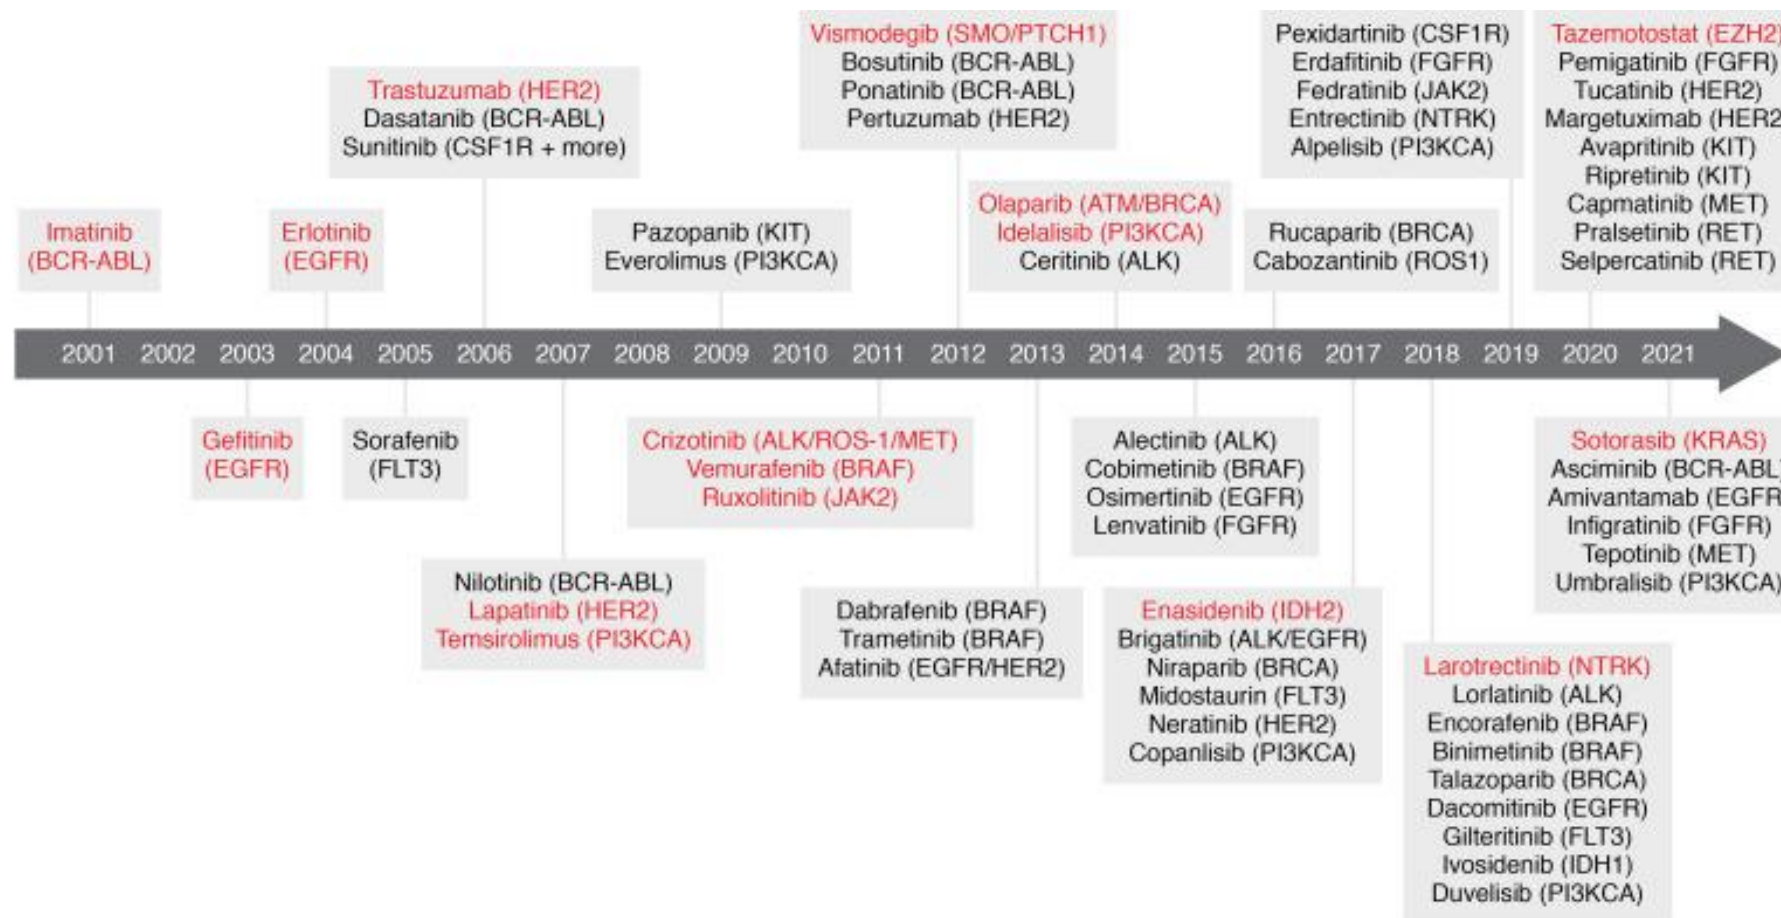 Imatinib
(BCR-ABL)
Erlotinib
(EGFR)
Trastuzumab (HER2)
Dasatanib (BCR-ABL)
Sunitinib (CSF1R + more)
Pazopanib (KIT)
Everolimus (PI3KCA)
Vismodegib (SMO/PTCH1)
Bosutinib (BCR-ABL)
Ponatinib (BCR-ABL)
Pertuzumab (HER2)
Olaparib (ATM/BRCA)
Idelalisib (PI3KCA)
Ceritinib (ALK)
Rucaparib (BRCA)
Cabozantinib (ROS1)
Pexidartinib (CSF1R)
Erdafitinib (FGFR)
Fedratinib (JAK2)
Entrectinib (NTRK)
Alpelisib (PI3KCA)
Tazemotostat (EZH2)
Pemigatinib (FGFR)
Tucatinib (HER2)
Margetuximab (HER2
Avapritinib (KIT)
Ripretinib (KIT)
Capmatinib (MET)
Pralsetinib (RET)
Selpercatinib (RET)
2001 2002 2003 2004 2005 2006 2007 2008 2009 2010 2011 2012 2013 2014 2015 2016 2017 2018 2019 2020 2021
Gefitinib
(EGFR)
Sorafenib
(FLT3)
Nilotinib (BCR-ABL)
Lapatinib (HER2)
Temsirolimus (PI3KCA)
Crizotinib (ALK/ROS-1/MET)
Vemurafenib (BRAF)
Ruxolitinib (JAK2)
Dabrafenib (BRAF)
Trametinib (BRAF)
Afatinib (EGFR/HER2)
Alectinib (ALK)
Cobimetinib (BRAF)
Osimertinib (EGFR)
Lenvatinib (FGFR)
Enasidenib (IDH2)
Brigatinib (ALK/EGFR)
Niraparib (BRCA)
Midostaurin (FLT3)
Neratinib (HER2)
Copanlisib (PI3KCA)
Larotrectinib (NTRK)
Lorlatinib (ALK)
Encorafenib (BRAF)
Binimetinib (BRAF)
Talazoparib (BRCA)
Dacomitinib (EGFR)
Gilteritinib (FLT3)
Ivosidenib (IDH1)
Duvelisib (PI3KCA)
Sotorasib (KRAS)
Asciminib (BCR-ABL)
Amivantamab (EGFR
Infigratinib (FGFR)
Tepotinib (MET)
Umbralisib (PI3KCA)